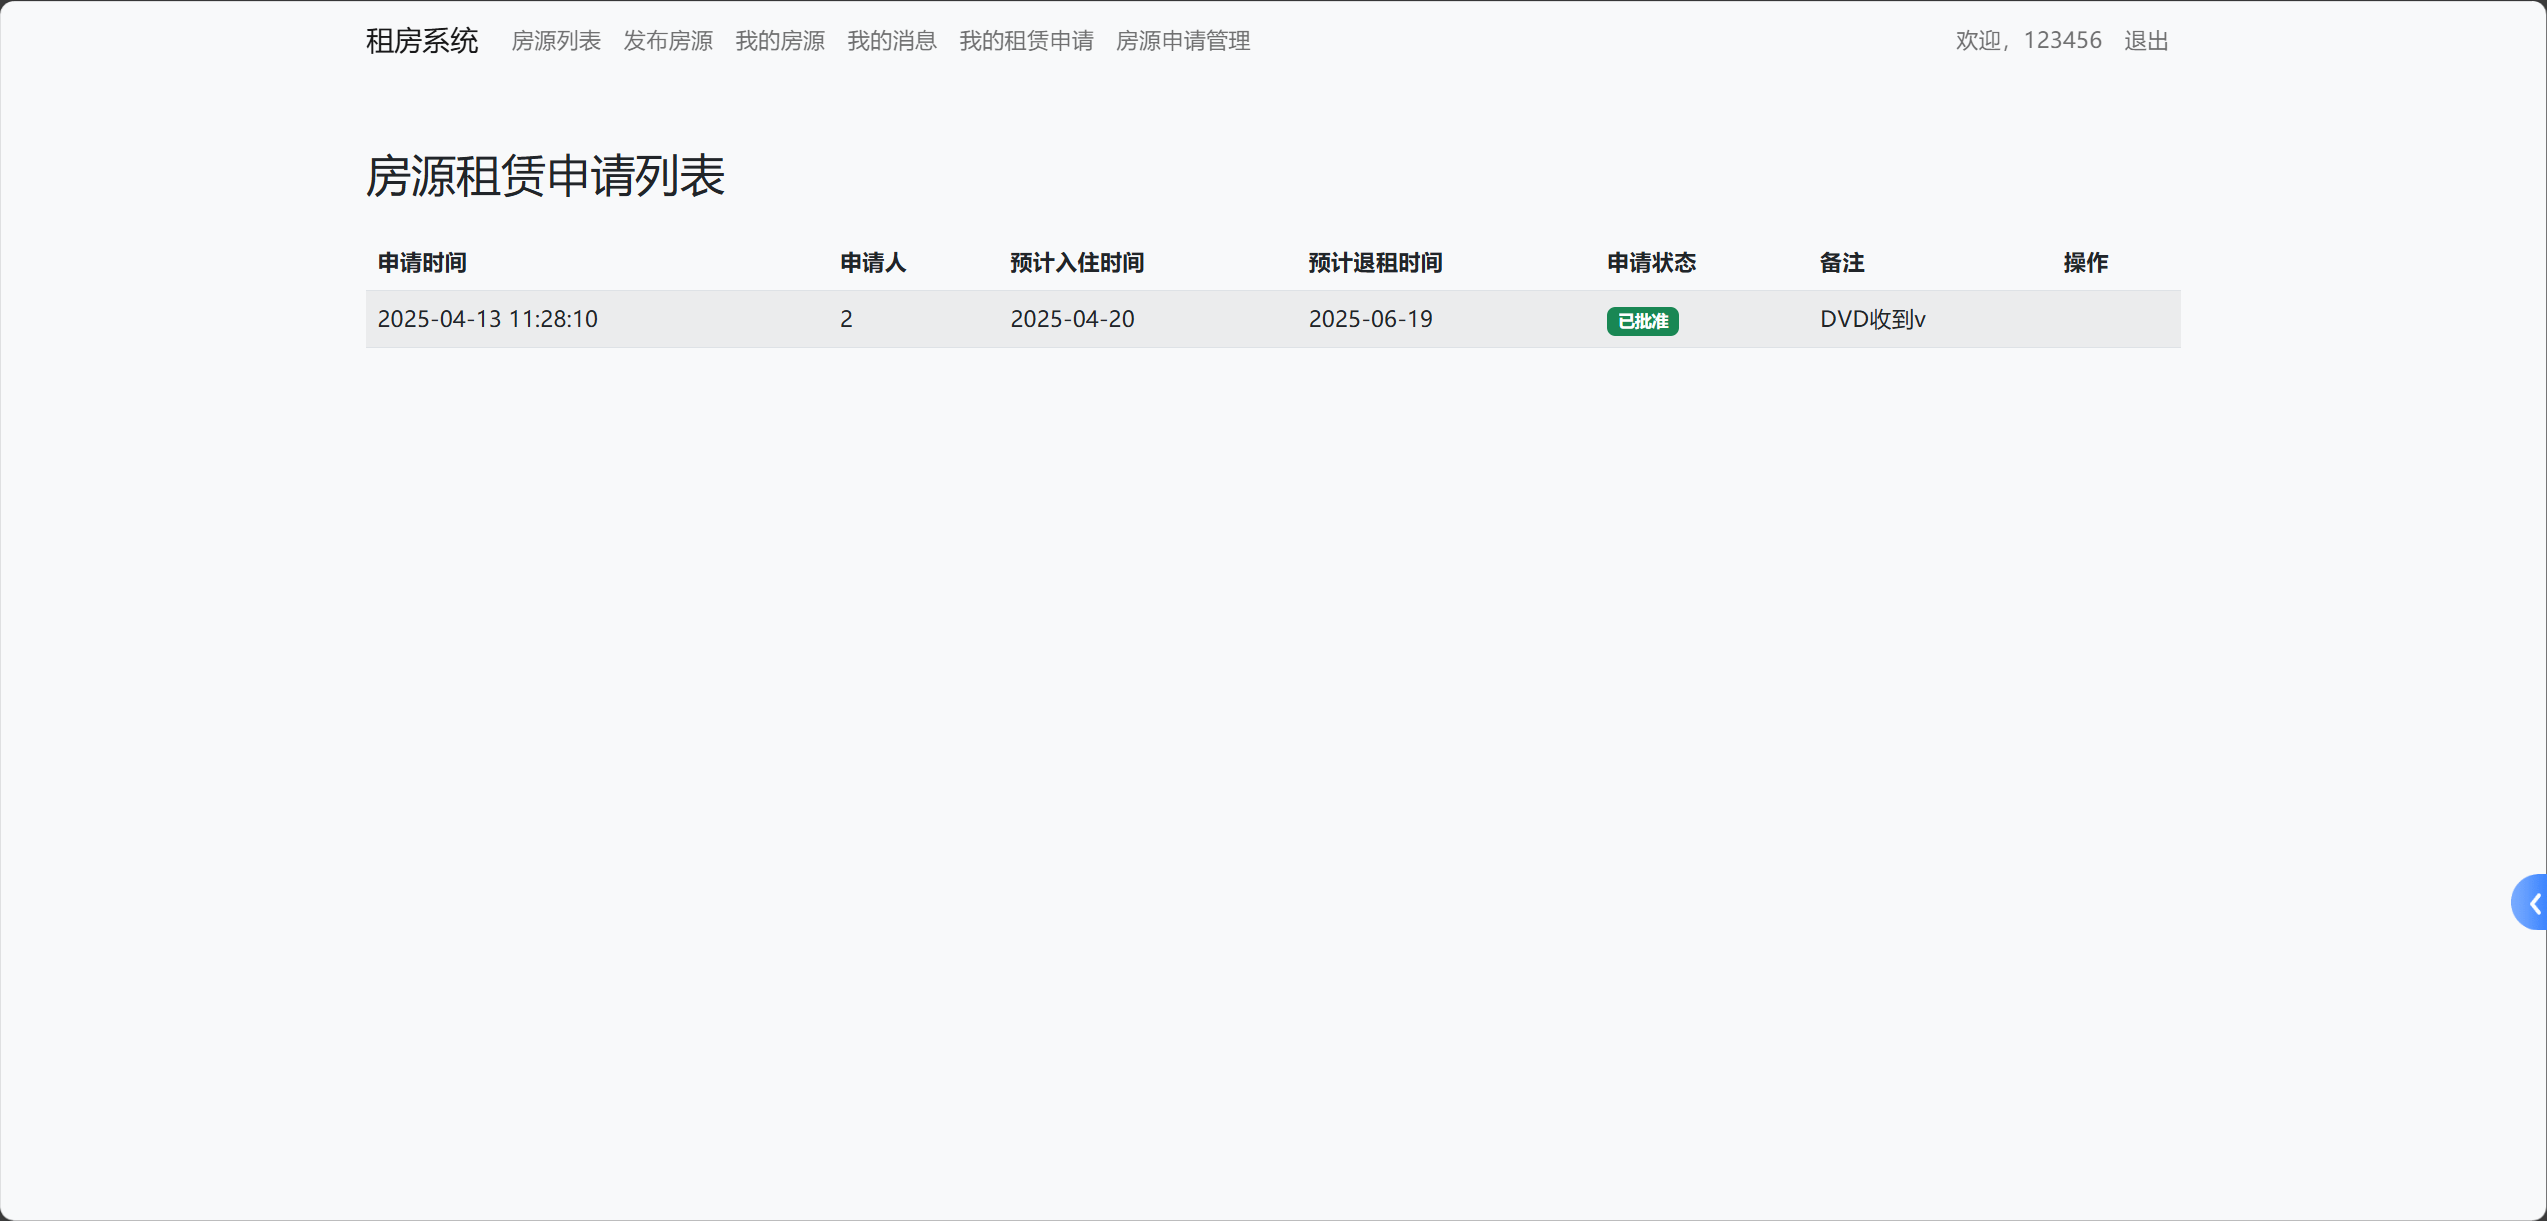 租房系统 房源列表 发布房源 我的房源 我的消息 我的租赁申请 房源申请管理 欢迎，123456 退出
房源租赁申请列表
申请时间 申请人 预计入住时间 预计退租时间 申请状态 备注 操作
2025-04-13 11:28:10 2 2025-04-20 2025-06-19 已批准 DVD收到v